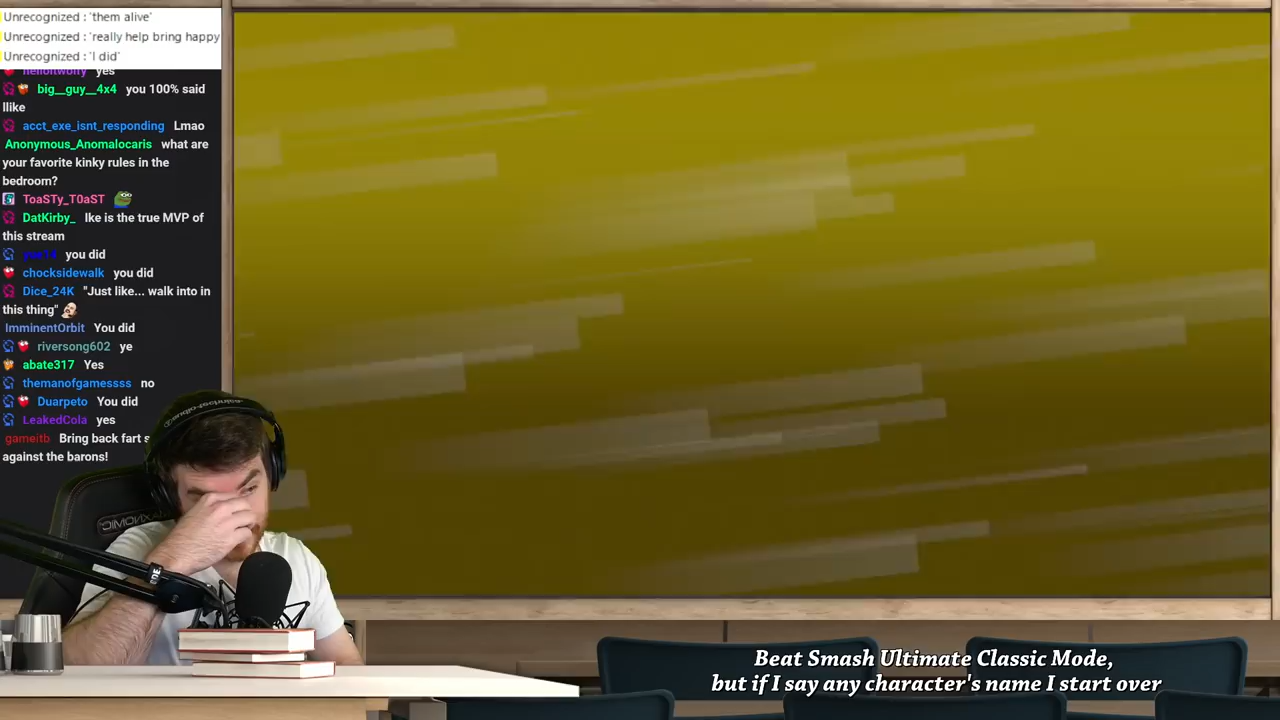 Unrecognized : 'them alive'
Unrecognized : 'really help bring happy
Unrecognized : 'I did'
yes
big__guy__4x4 you 100% said
llike
acct_exe_isnt_responding Lmao
Anonymous_Anomalocaris what are
your favorite kinky rules in the
bedroom?
ToaSTy_T0aST
DatKirby_ Ike is the true MVP of
this stream
you did
chocksidewalk you did
Dice_24K "Just like... walk into in
this thing"
ImminentOrbit You did
riversong602 ye
abate317 Yes
themanofgamessss no
Duarpeto You did
LeakedCola yes
gameitb Bring back fart s
against the barons!
Beat Smash Ultimate Classic Mode,
but if I say any character's name I start over